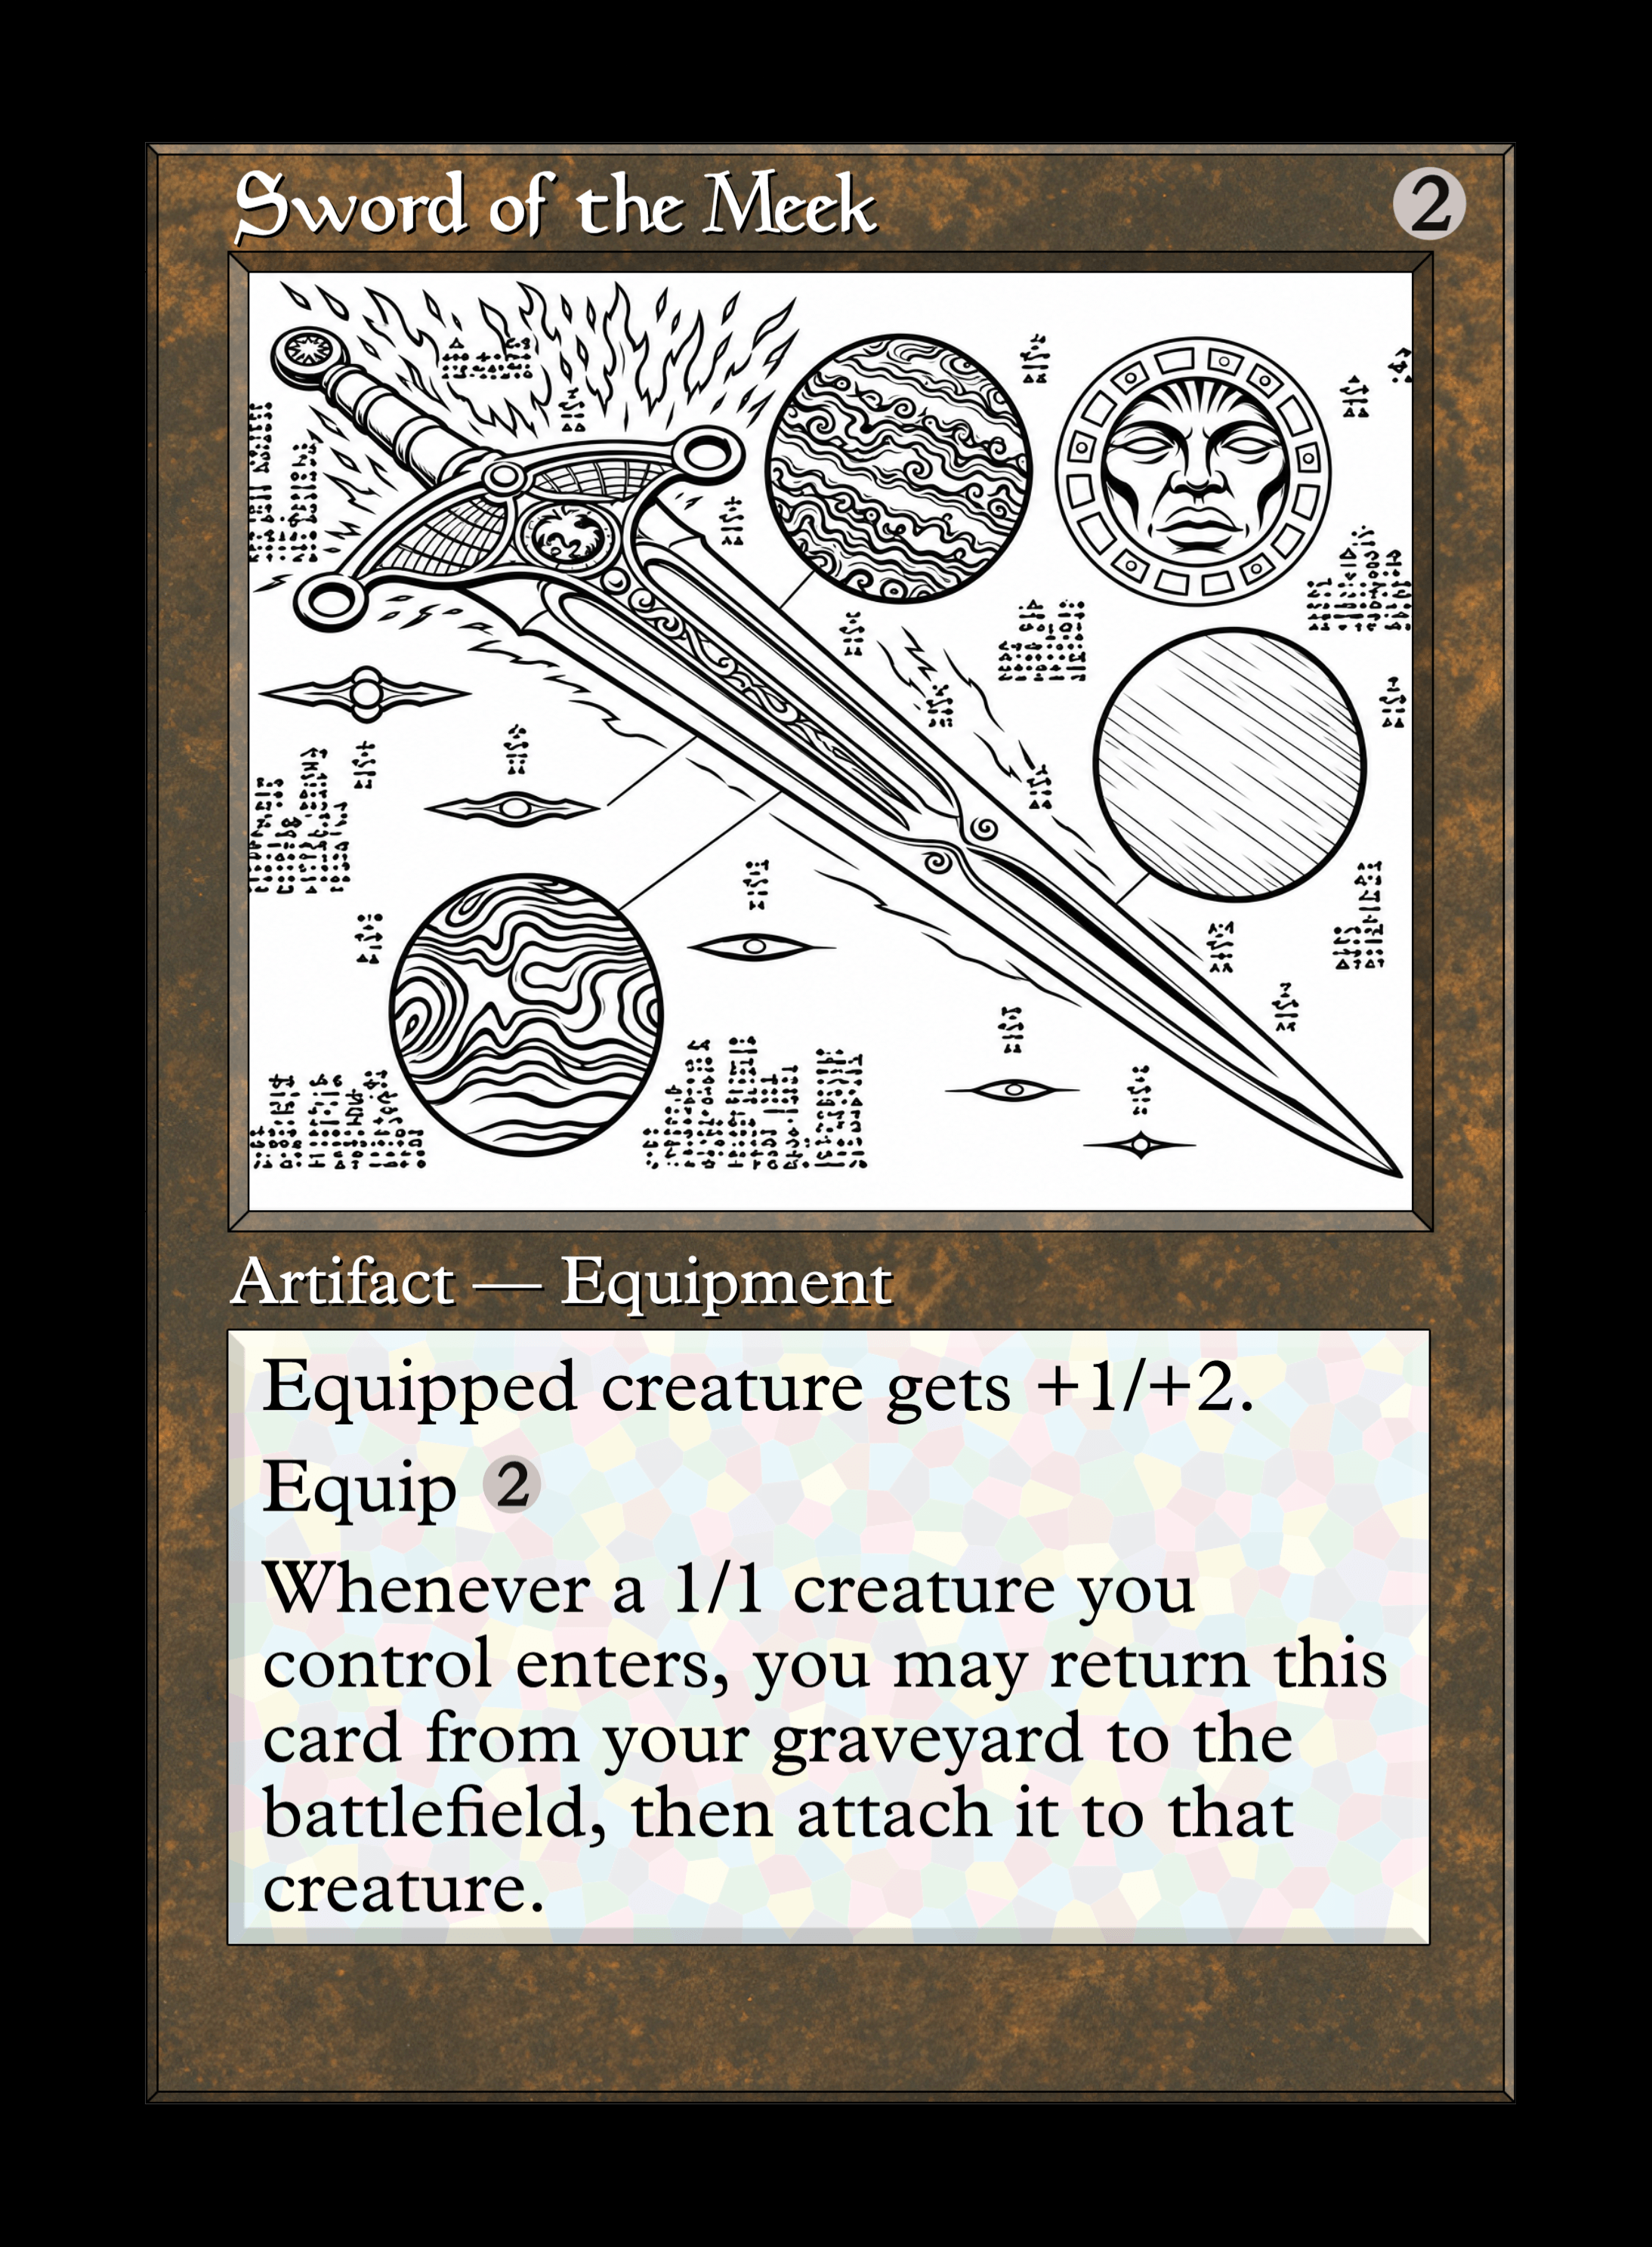 Sword of the Meek 2
Artifact — Equipment
Equipped creature gets +1/+2.
Equip 2
Whenever a 1/1 creature you
control enters, you may return this
card from your graveyard to the
battlefield, then attach it to that
creature.